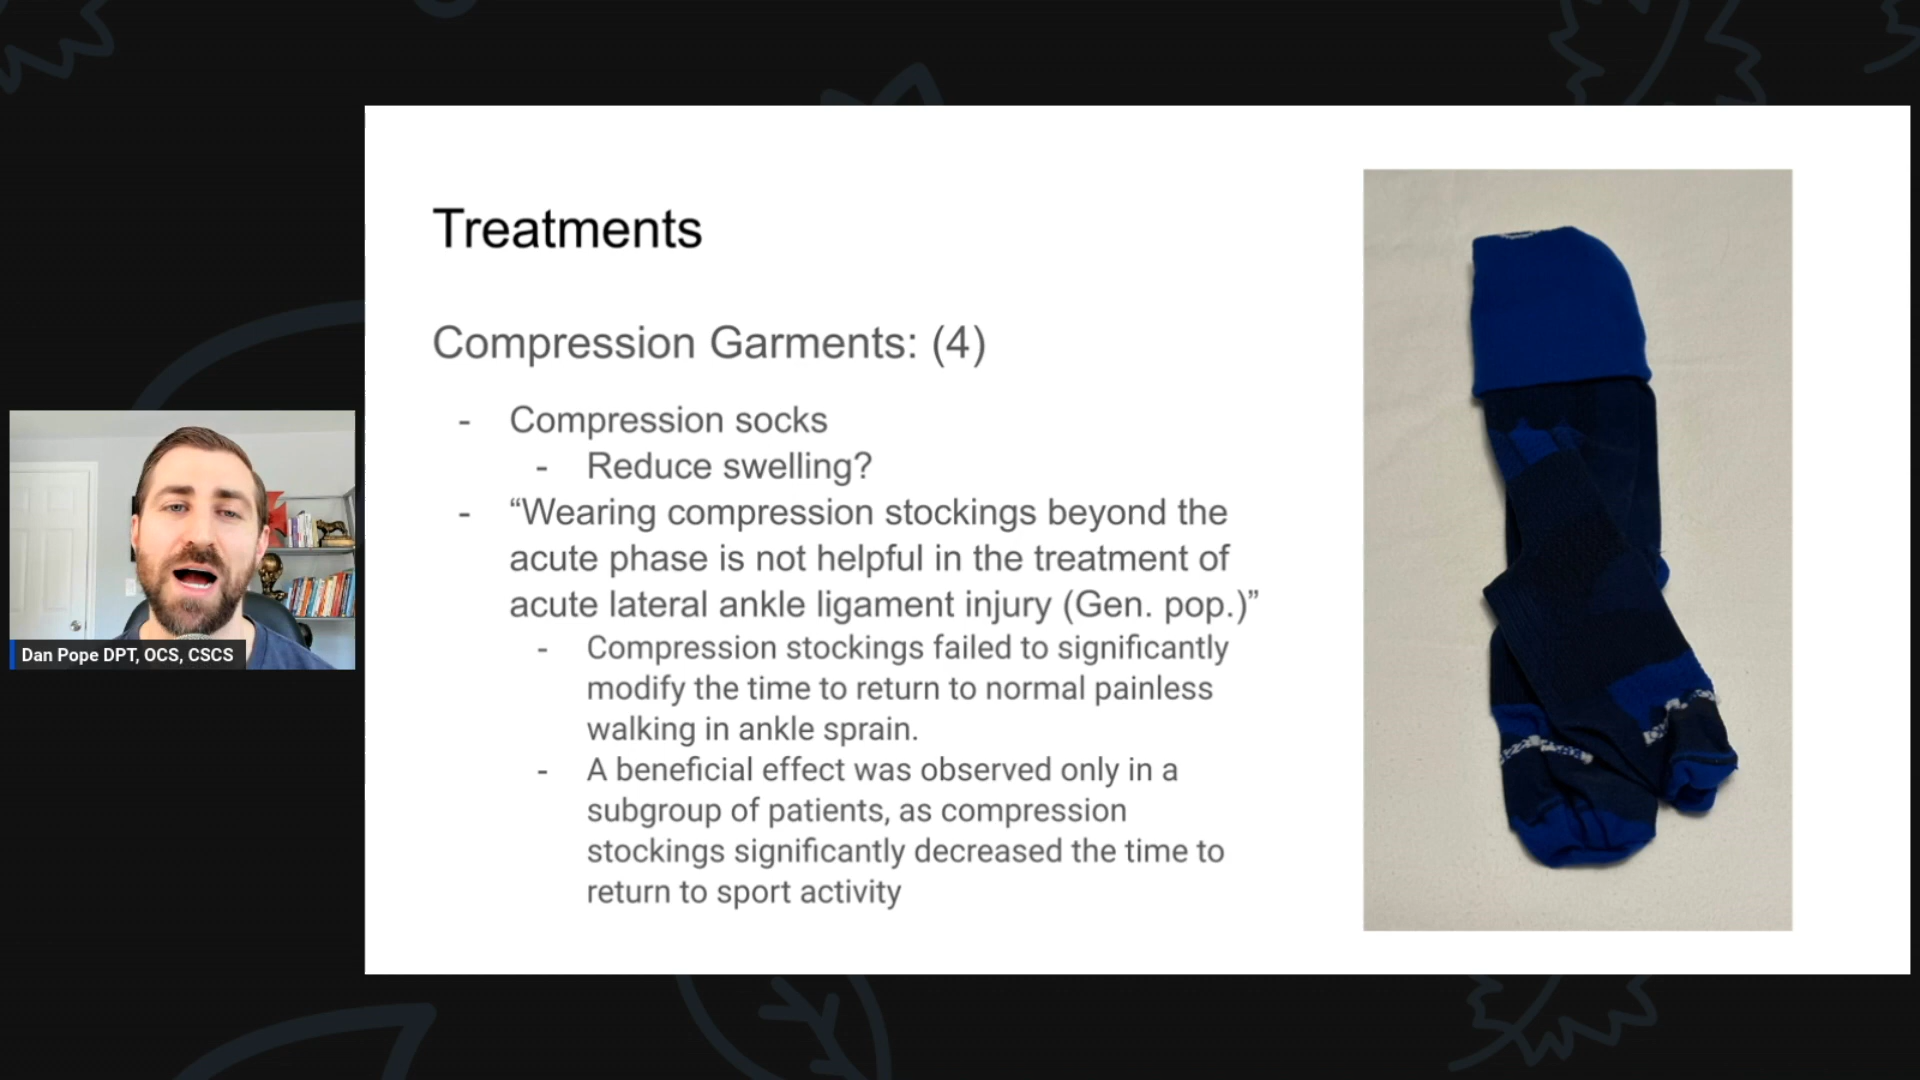 Treatments
Compression Garments: (4)
- Compression socks
- Reduce swelling?
- “Wearing compression stockings beyond the
acute phase is not helpful in the treatment of
acute lateral ankle ligament injury (Gen. pop.)”
- Compression stockings failed to significantly
modify the time to return to normal painless
walking in ankle sprain.
- A beneficial effect was observed only in a
subgroup of patients, as compression
stockings significantly decreased the time to
return to sport activity
Dan Pope DPT, OCS, CSCS